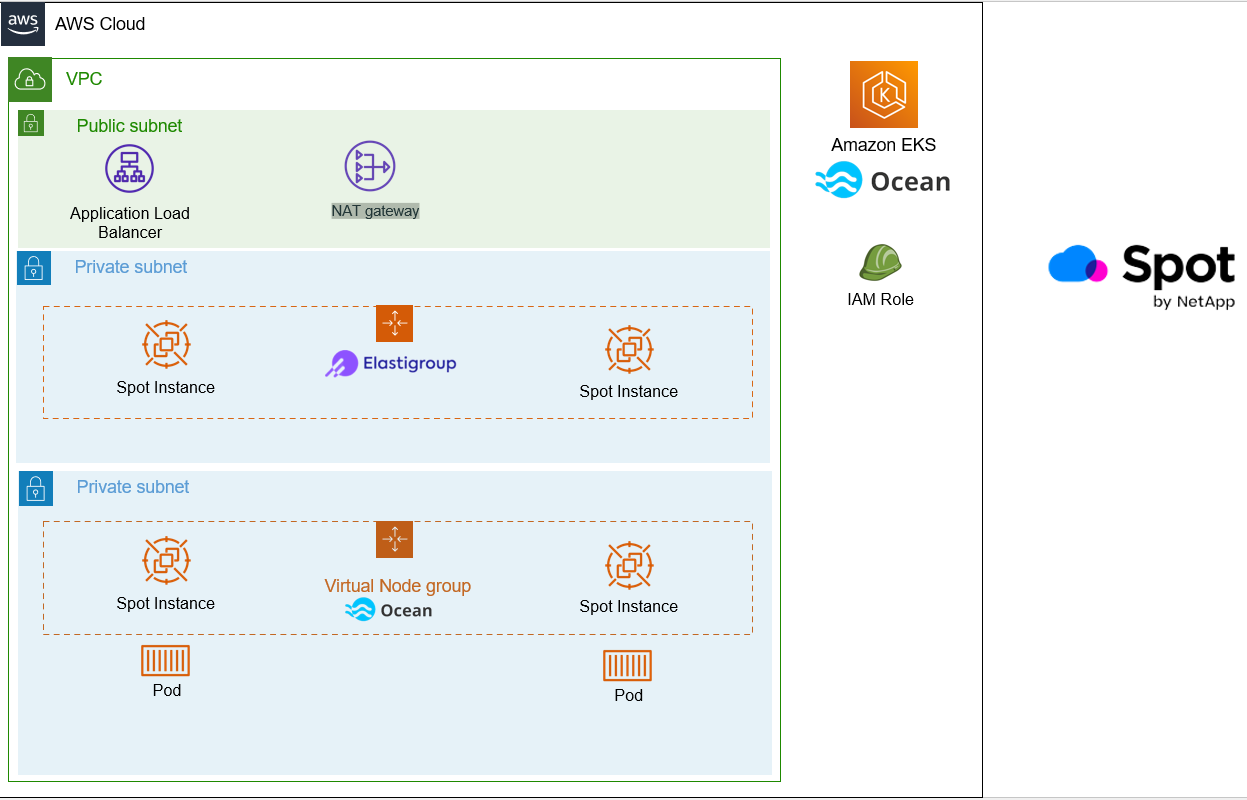 aws
AWS Cloud
VPC
Public subnet
Application Load
Balancer
NAT gateway
K
Amazon EKS
Ocean
Private subnet
IAM Role
Spot
by NetApp
Spot Instance
Elastigroup
Spot Instance
Private subnet
Spot Instance
Virtual Node group
Ocean
Spot Instance
Pod
Pod